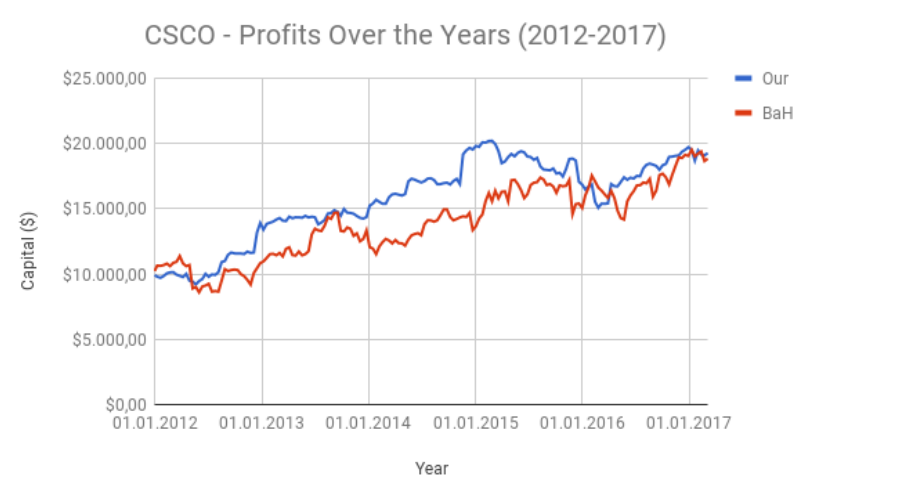 CSCO - Profits Over the Years (2012-2017)
$25.000,00
$20.000,00
$15.000,00
$10.000,00
$5.000,00
$0,00
Capital ($)
01.01.2012 01.01.2013 01.01.2014 01.01.2015 01.01.2016 01.01.2017
Year
Our
BaH